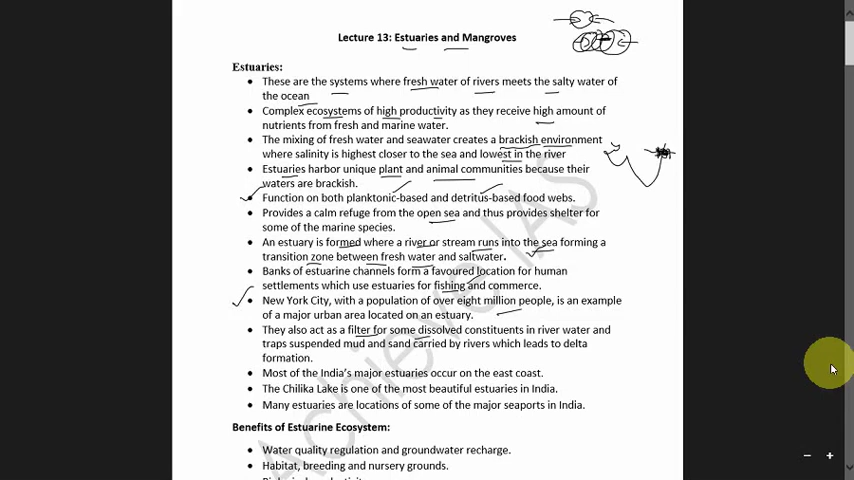 Lecture 13: Estuaries and Mangroves
Estuaries:
• These are the systems where fresh water of rivers meets the salty water of
the ocean
• Complex ecosystems of high productivity as they receive high amount of
nutrients from fresh and marine water.
• The mixing of fresh water and seawater creates a brackish environment
where salinity is highest closer to the sea and lowest in the river
• Estuaries harbor unique plant and animal communities because their
waters are brackish.
• Function on both planktonic-based and detritus-based food webs.
• Provides a calm refuge from the open sea and thus provides shelter for
some of the marine species.
• An estuary is formed where a river or stream runs into the sea forming a
transition zone between fresh water and saltwater.
• Banks of estuarine channels form a favoured location for human
settlements which use estuaries for fishing and commerce.
• New York City, with a population of over eight million people, is an example
of a major urban area located on an estuary.
• They also act as a filter for some dissolved constituents in river water and
traps suspended mud and sand carried by rivers which leads to delta
formation.
• Most of the India's major estuaries occur on the east coast.
• The Chilika Lake is one of the most beautiful estuaries in India.
• Many estuaries are locations of some of the major seaports in India.
Benefits of Estuarine Ecosystem:
• Water quality regulation and groundwater recharge.
• Habitat, breeding and nursery grounds.
Achieve IAS